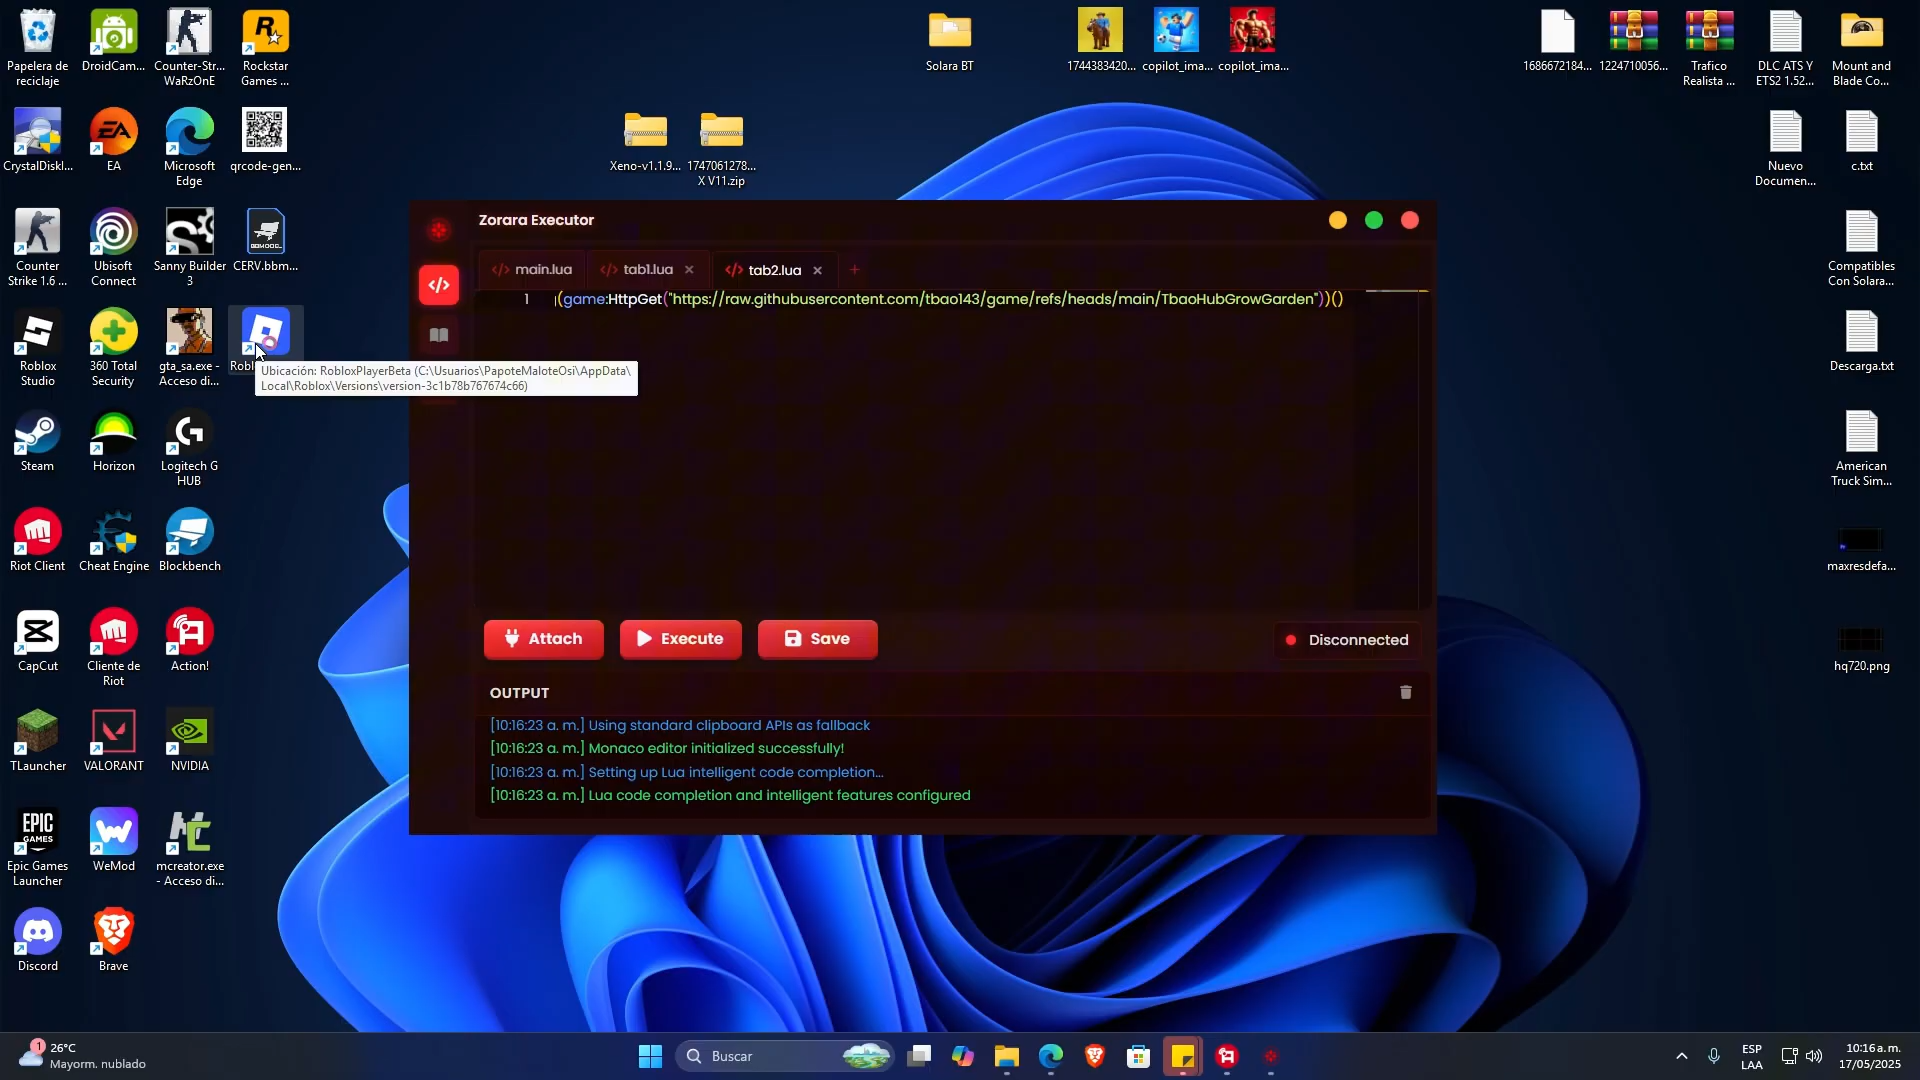 Papelera de
reciclaje
DroidCam...
Counter-Str...
WaRzOnE
Rockstar
Games ...
Solara BT
1744383420...
copilot_ima...
copilot_ima...
1686672184...
1224710056...
Trafico
Realista ...
DLC ATS Y
ETS2 1.52...
Mount and
Blade Co...
CrystalDiskI...
EA
Microsoft
Edge
qrcode-gen...
Xeno-v1.1.9...
1747061278...
X V11.zip
Nuevo
Documen...
c.txt
Counter
Strike 1.6 ...
Ubisoft
Connect
Sanny Builder
3
CERV.bbm...
Compatibles
Con Solara...
Zorara Executor
main.lua
tab1.lua
tab2.lua
1
(game:HttpGet("https://raw.githubusercontent.com/tbao143/game/refs/heads/main/TbaoHubGrowGarden"))()
Roblox
Studio
360 Total
Security
gta_sa.exe -
Acceso di...
Ubicación: RobloxPlayerBeta (C:\Usuarios\PapoteMaloteOsi\AppData\
Local\Roblox\Versions\version-3c1b78b767674c66)
Descarga.txt
Steam
Horizon
Logitech G
HUB
American
Truck Sim...
Riot Client
Cheat Engine
Blockbench
maxresdefa...
CapCut
Cliente de
Riot
Action!
hq720.png
Attach
Execute
Save
Disconnected
OUTPUT
[10:16:23 a. m.] Using standard clipboard APIs as fallback
[10:16:23 a. m.] Monaco editor initialized successfully!
[10:16:23 a. m.] Setting up Lua intelligent code completion...
[10:16:23 a. m.] Lua code completion and intelligent features configured
TLauncher
VALORANT
NVIDIA
Epic Games
Launcher
WeMod
mcreator.exe
- Acceso di...
Discord
Brave
1
26°C
Mayorm. nublado
Buscar
ESP
LAA
10:16 a. m.
17/05/2025